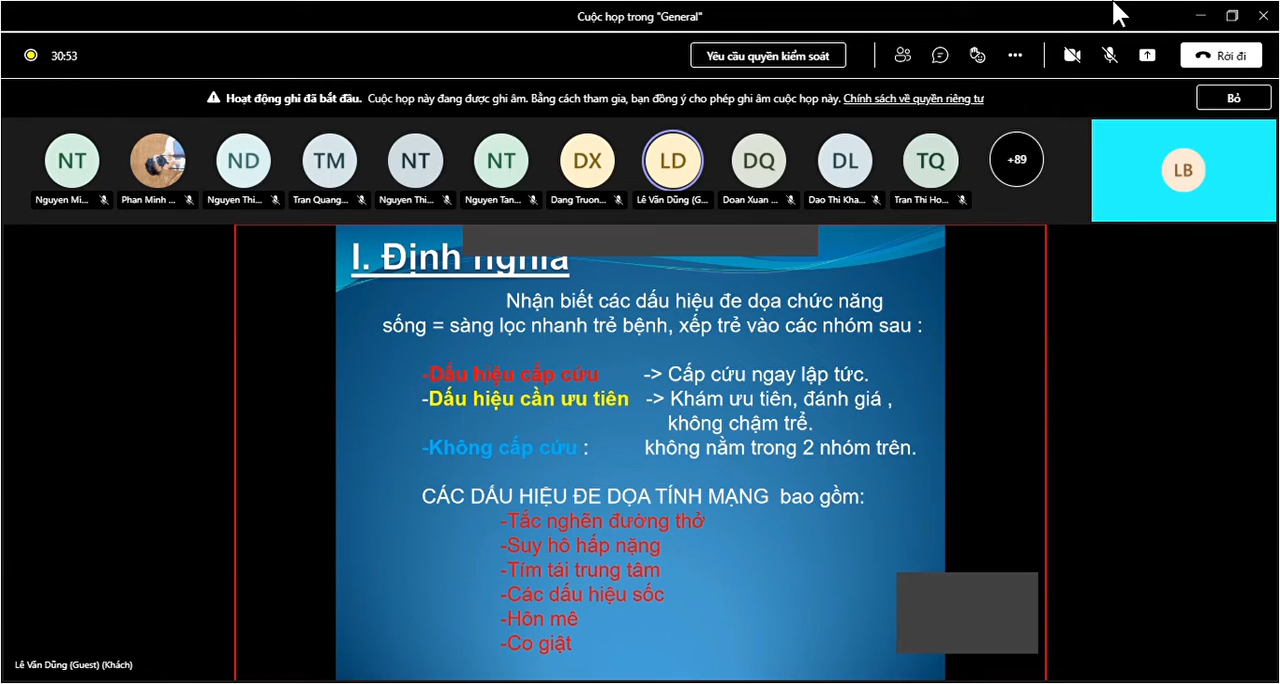 Cuộc họp trong "General"
30:53
Yêu cầu quyền kiểm soát
Rời đi
Hoạt động ghi đã bắt đầu. Cuộc họp này đang được ghi âm. Bằng cách tham gia, bạn đồng ý cho phép ghi âm cuộc họp này. Chính sách về quyền riêng tư
Bỏ
NT
ND
TM
NT
NT
DX
LD
DQ
DL
TQ
+89
LB
Nguyen Mi...
Phan Minh ...
Nguyen Thi...
Tran Quang...
Nguyen Thi...
Nguyen Tan...
Dang Truon...
Lê Văn Dũng (G...
Doan Xuan ...
Dao Thi Kha...
Tran Thi Ho...
I. Định nghĩa
Nhận biết các dấu hiệu đe dọa chức năng
sống = sàng lọc nhanh trẻ bệnh, xếp trẻ vào các nhóm sau :
-Dấu hiệu cấp cứu -> Cấp cứu ngay lập tức.
-Dấu hiệu cần ưu tiên -> Khám ưu tiên, đánh giá ,
không chậm trể.
-Không cấp cứu : không nằm trong 2 nhóm trên.
CÁC DẤU HIỆU ĐE DỌA TÍNH MẠNG bao gồm:
-Tắc nghẽn đường thở
-Suy hô hấp nặng
-Tím tái trung tâm
-Các dấu hiệu sốc
-Hôn mê
-Co giật
Lê Văn Dũng (Guest) (Khách)